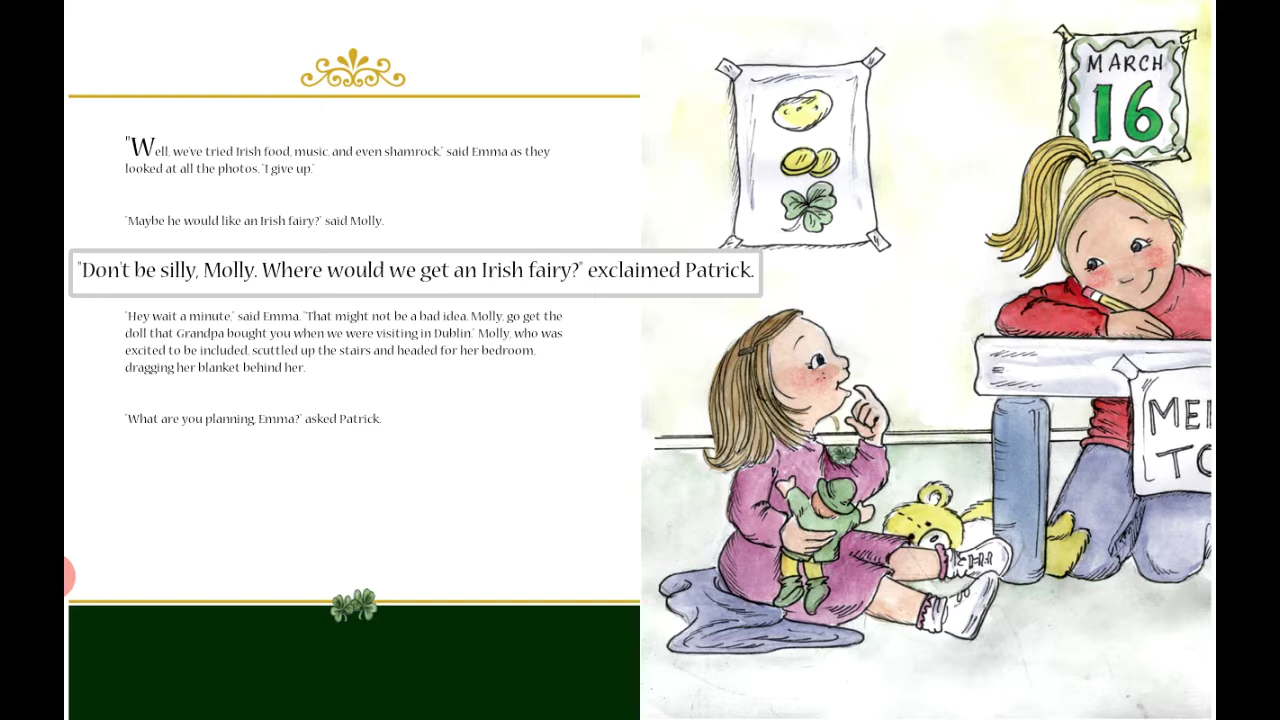 "Well, we've tried Irish food, music, and even shamrock," said Emma as they
looked at all the photos. "I give up."
"Maybe he would like an Irish fairy?" said Molly.
"Don't be silly, Molly. Where would we get an Irish fairy?" exclaimed Patrick.
"Hey wait a minute," said Emma. "That might not be a bad idea. Molly, go get the
doll that Grandpa bought you when we were visiting in Dublin." Molly, who was
excited to be included, scuttled up the stairs and headed for her bedroom,
dragging her blanket behind her.
"What are you planning, Emma?" asked Patrick.
MARCH
16